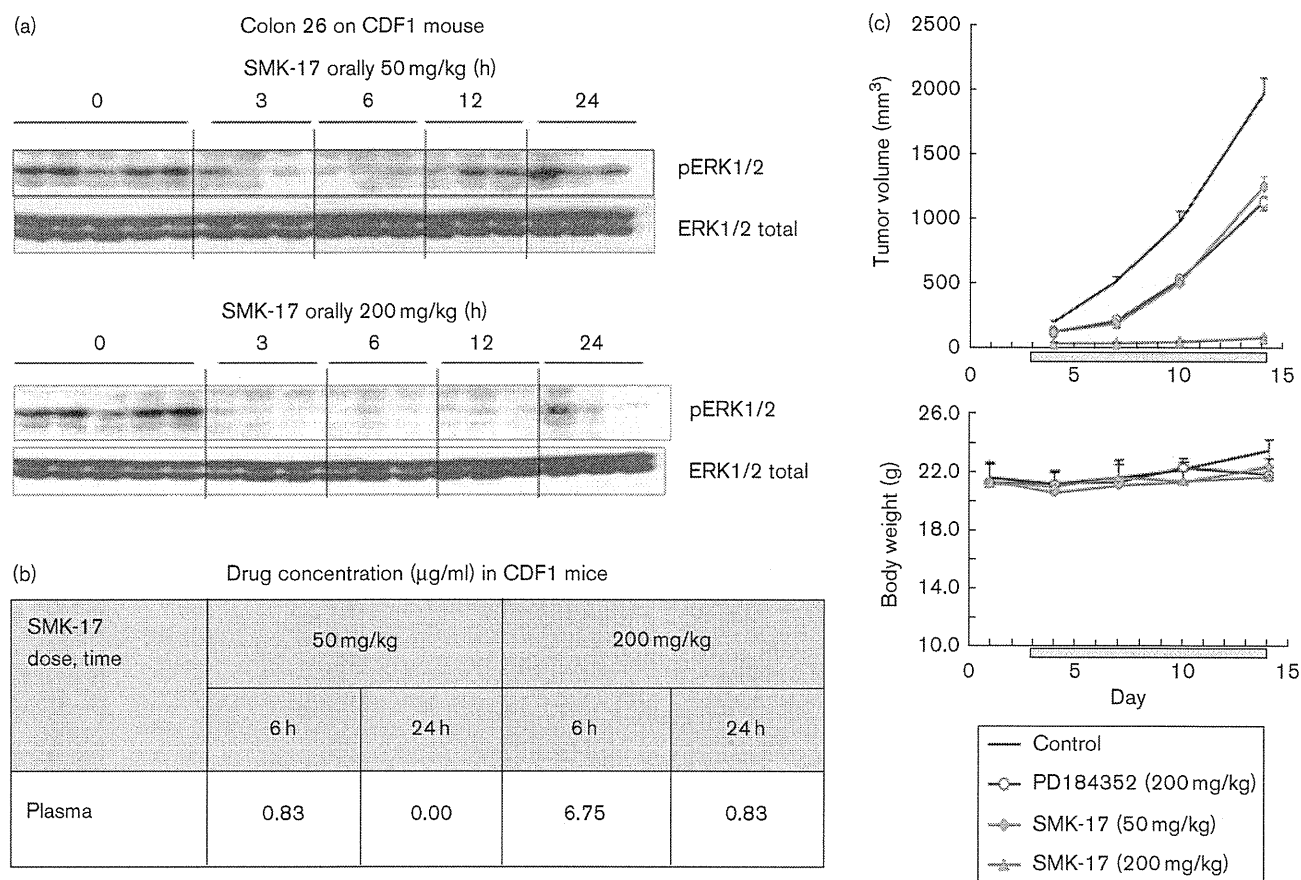 (a)
Colon 26 on CDF1 mouse
SMK-17 orally 50 mg/kg (h)
0 3 6 12 24
pERK1/2
ERK1/2 total
SMK-17 orally 200 mg/kg (h)
0 3 6 12 24
pERK1/2
ERK1/2 total
(b)
Drug concentration (μg/ml) in CDF1 mice
SMK-17
dose, time
50 mg/kg 200 mg/kg
6 h 24 h 6 h 24 h
Plasma 0.83 0.00 6.75 0.83
(c)
Tumor volume (mm³)
2500
2000
1500
1000
500
0
0 5 10 15
Body weight (g)
26.0
22.0
18.0
14.0
10.0
0 5 10 15
Day
Control
PD184352 (200 mg/kg)
SMK-17 (50 mg/kg)
SMK-17 (200 mg/kg)